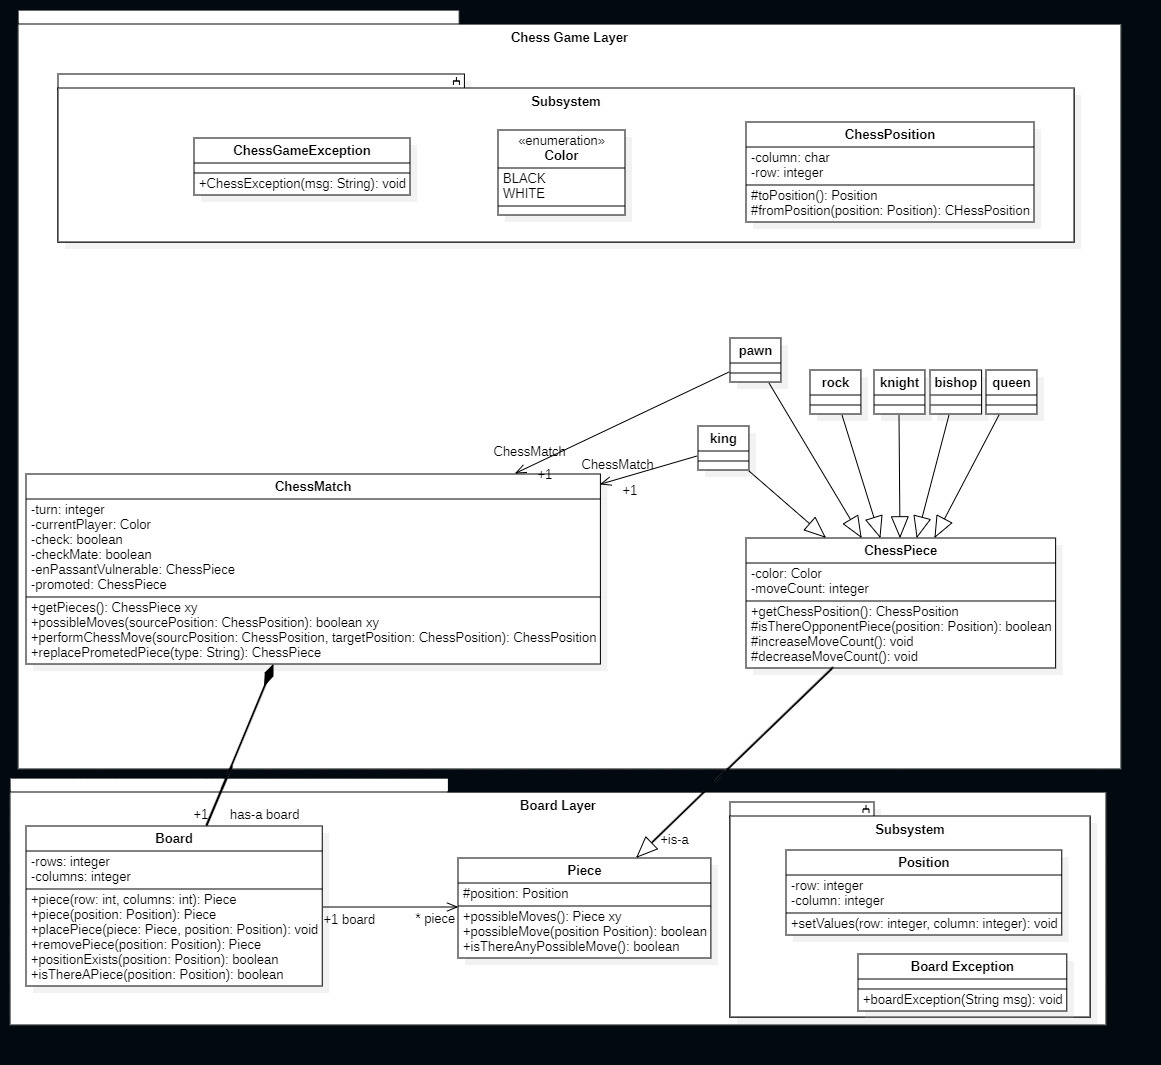 Chess Game Layer
Subsystem
ChessGameException
+ChessException(msg: String): void
«enumeration»
Color
BLACK
WHITE
ChessPosition
-column: char
-row: integer
#toPosition(): Position
#fromPosition(position: Position): CHessPosition
pawn
rock
knight
bishop
queen
king
ChessMatch
+1
ChessMatch
+1
ChessMatch
-turn: integer
-currentPlayer: Color
-check: boolean
-checkMate: boolean
-enPassantVulnerable: ChessPiece
-promoted: ChessPiece
+getPieces(): ChessPiece xy
+possibleMoves(sourcePosition: ChessPosition): boolean xy
+performChessMove(sourcPosition: ChessPosition, targetPosition: ChessPosition): ChessPosition
+replacePrometedPiece(type: String): ChessPiece
ChessPiece
-color: Color
-moveCount: integer
+getChessPosition(): ChessPosition
#isThereOpponentPiece(position: Position): boolean
#increaseMoveCount(): void
#decreaseMoveCount(): void
Board Layer
+1
has-a board
Board
-rows: integer
-columns: integer
+piece(row: int, columns: int): Piece
+piece(position: Position): Piece
+placePiece(piece: Piece, position: Position): void
+removePiece(position: Position): Piece
+positionExists(position: Position): boolean
+isThereAPiece(position: Position): boolean
+1 board
* piece
+is-a
Piece
#position: Position
+possibleMoves(): Piece xy
+possibleMove(position Position): boolean
+isThereAnyPossibleMove(): boolean
Subsystem
Position
-row: integer
-column: integer
+setValues(row: integer, column: integer): void
Board Exception
+boardException(String msg): void